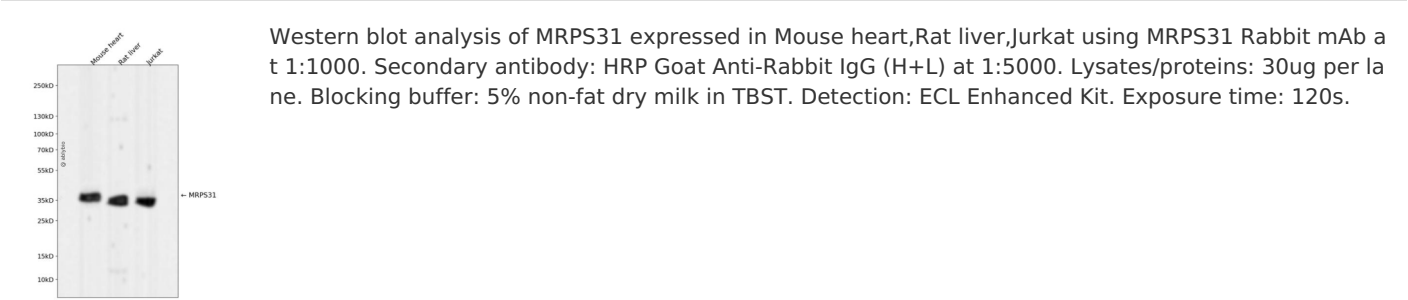 Mouse heart
Rat liver
Jurkat
250kD
130kD
100kD
70kD
55kD
35kD
25kD
15kD
10kD
← MRPS31
Western blot analysis of MRPS31 expressed in Mouse heart,Rat liver,Jurkat using MRPS31 Rabbit mAb a
t 1:1000. Secondary antibody: HRP Goat Anti-Rabbit IgG (H+L) at 1:5000. Lysates/proteins: 30ug per la
ne. Blocking buffer: 5% non-fat dry milk in TBST. Detection: ECL Enhanced Kit. Exposure time: 120s.